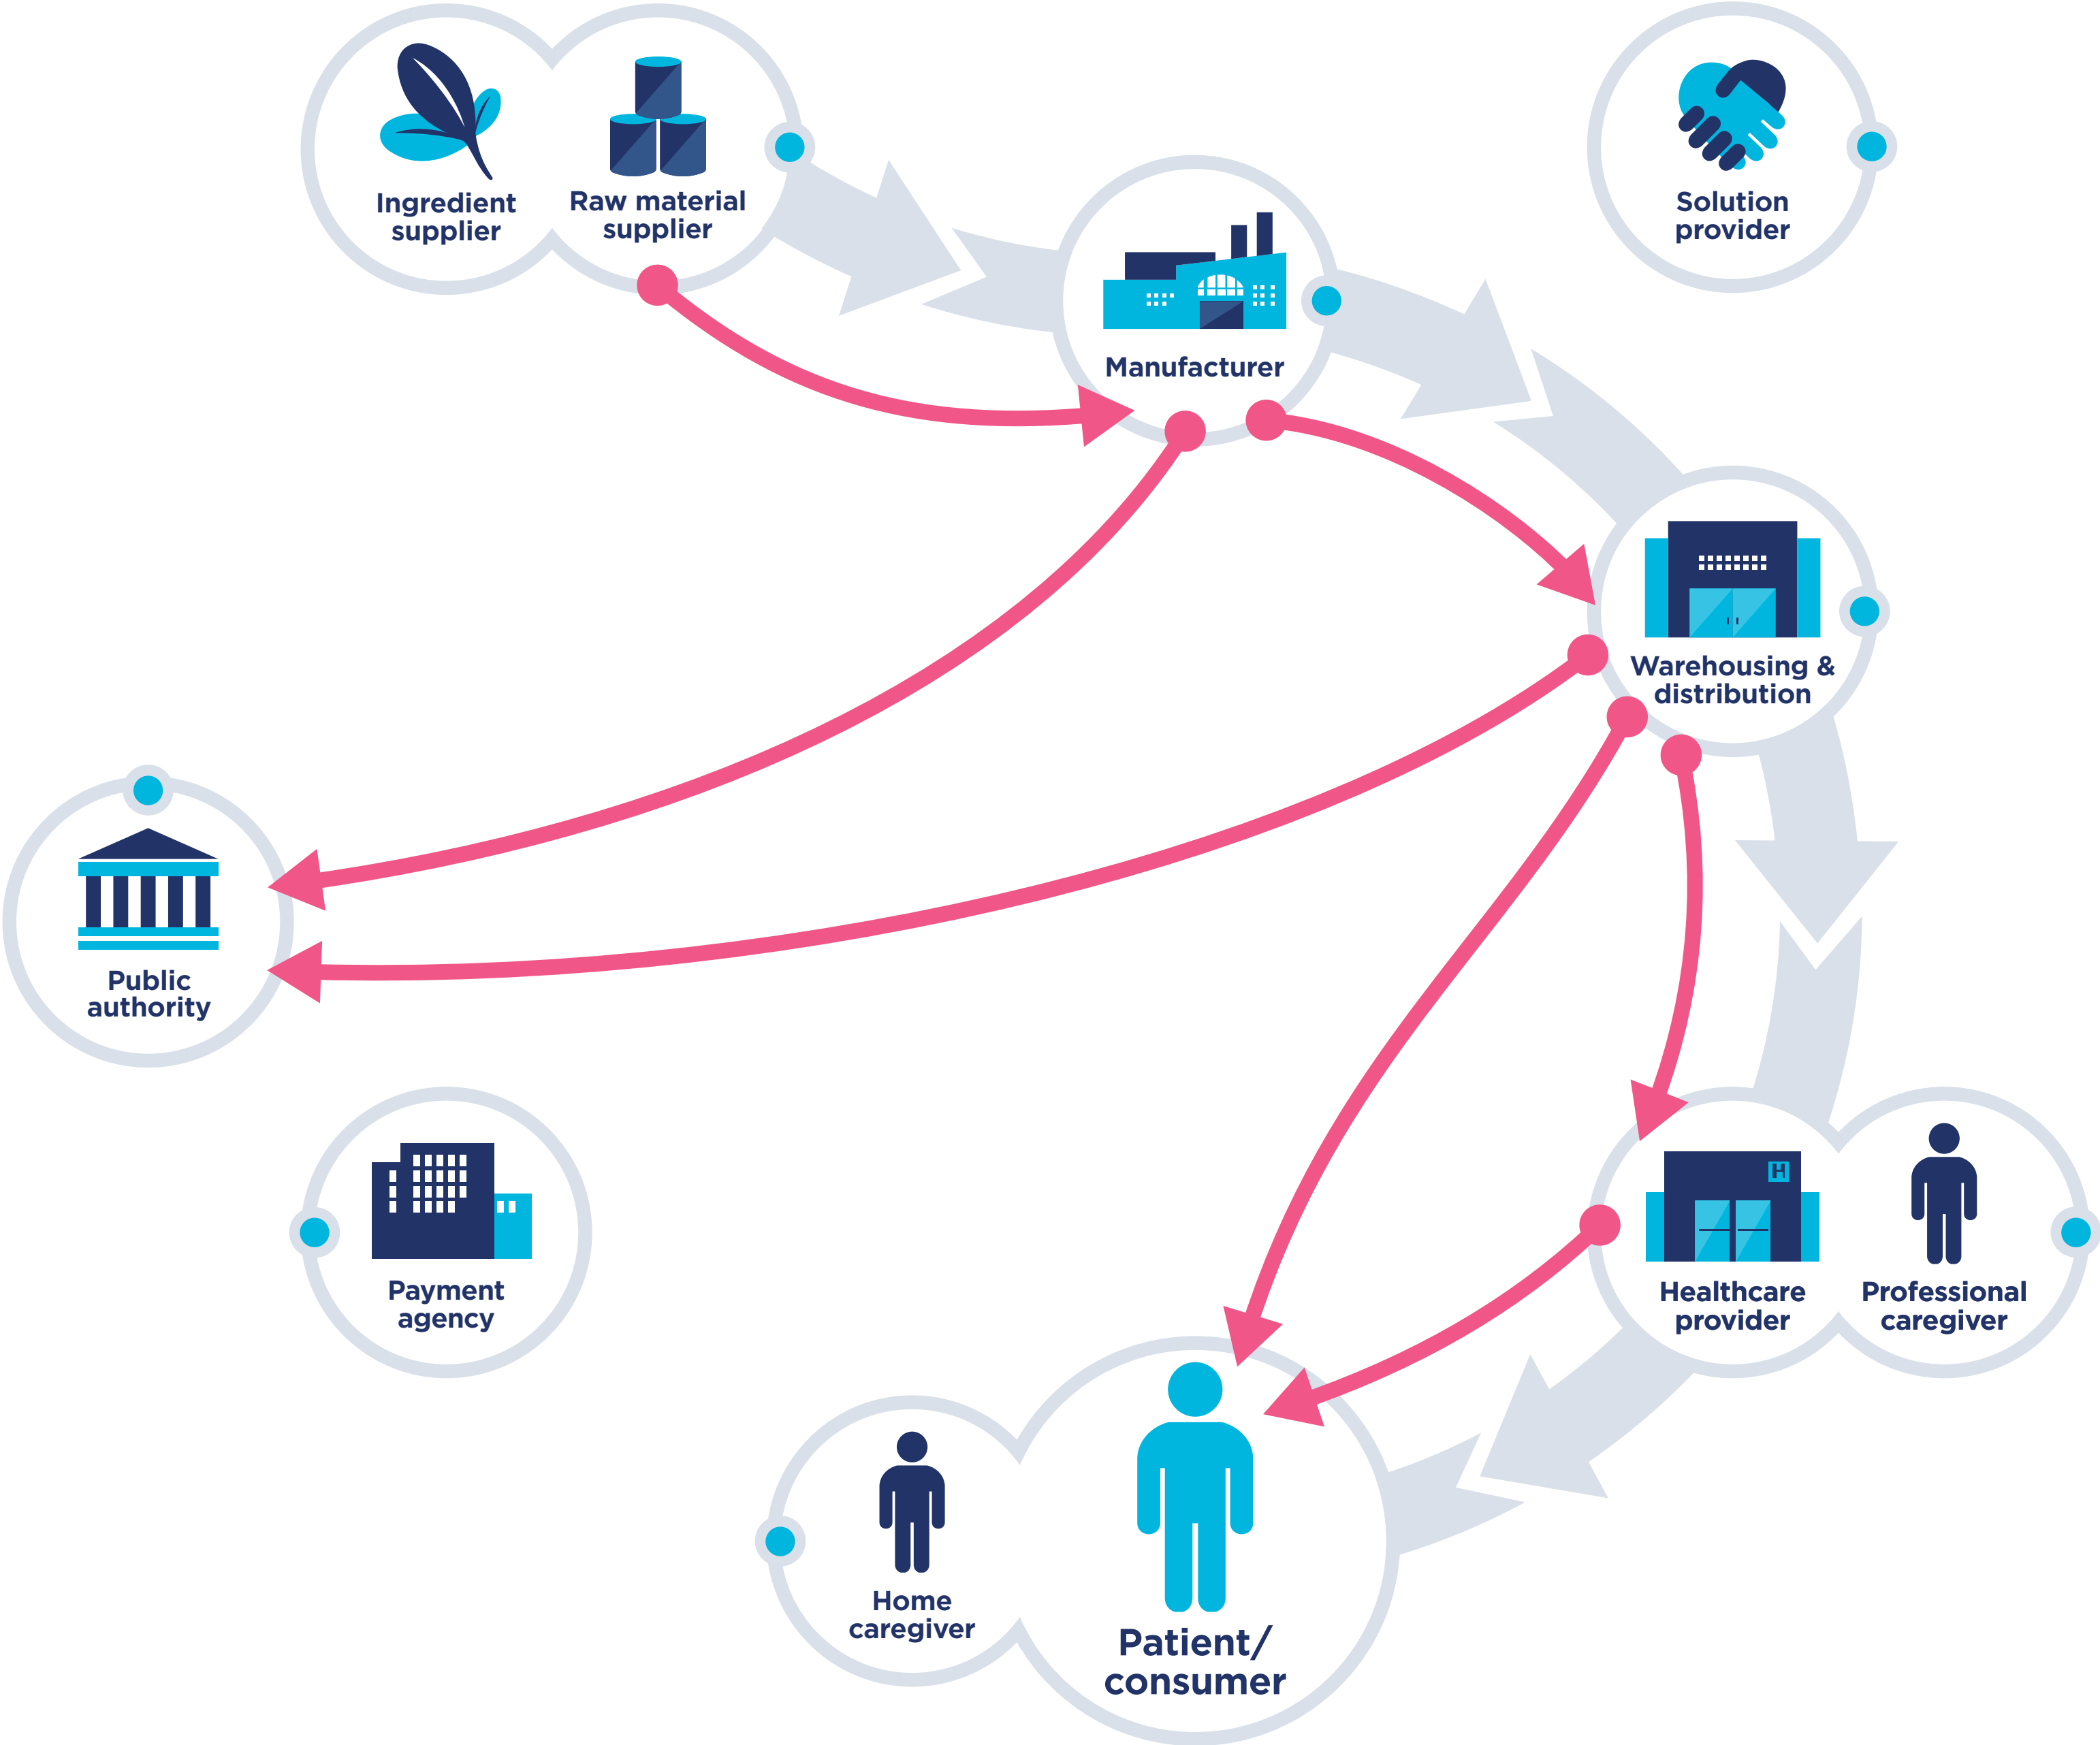 Ingredient
supplier
Raw material
supplier
Solution
provider
Manufacturer
Warehousing &
distribution
Public
authority
Payment
agency
H
Healthcare
provider
Professional
caregiver
Home
caregiver
Patient/
consumer